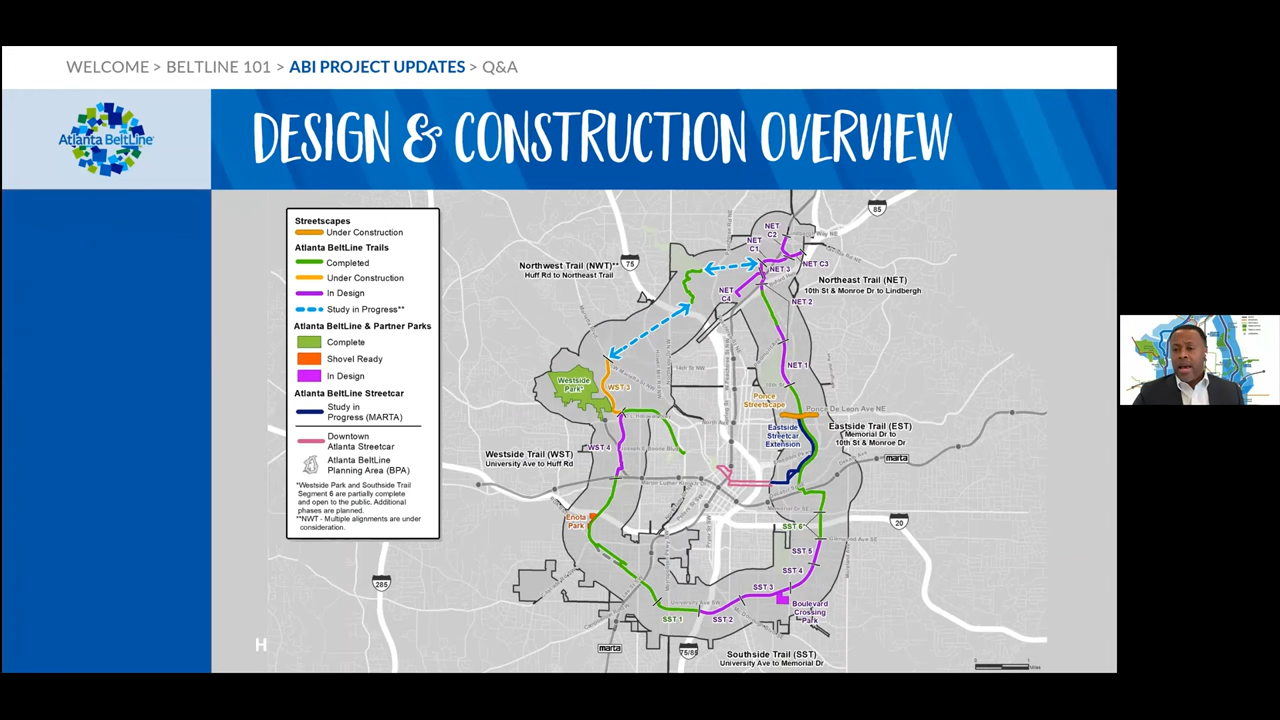 WELCOME > BELTLINE 101 > ABI PROJECT UPDATES > Q&A
Atlanta BeltLine
DESIGN & CONSTRUCTION OVERVIEW
Streetscapes
Under Construction
Atlanta BeltLine Trails
Completed
Under Construction
In Design
Study in Progress**
Atlanta BeltLine & Partner Parks
Complete
Shovel Ready
In Design
Atlanta BeltLine Streetcar
Study in
Progress (MARTA)
Downtown
Atlanta Streetcar
Atlanta BeltLine
Planning Area (BPA)
*Westside Park and Southside Trail
Segment 6 are partially complete
and open to the public. Additional
phases are planned.
**NWT - Multiple alignments are under
consideration.
85
NET
C2
NET
C1
Northwest Trail (NWT)**
Huff Rd to Northeast Trail
75
NET 3
NET C3
NET
C4
Northeast Trail (NET)
10th St & Monroe Dr to Lindbergh
NET 2
NET 1
14th St NW
Westside
Park*
WST 3
Ponce
Streetscape
Ponce De Leon Ave NE
Eastside
Streetcar
Extension
Eastside Trail (EST)
Memorial Dr to
10th St & Monroe Dr
WST 4
Westside Trail (WST)
University Ave to Huff Rd
marta
Enota
Park
SST 6*
20
SST 5
SST 4
SST 3
285
University Ave SW
Boulevard
Crossing
Park
SST 1
SST 2
H
marta
75/85
Southside Trail (SST)
University Ave to Memorial Dr